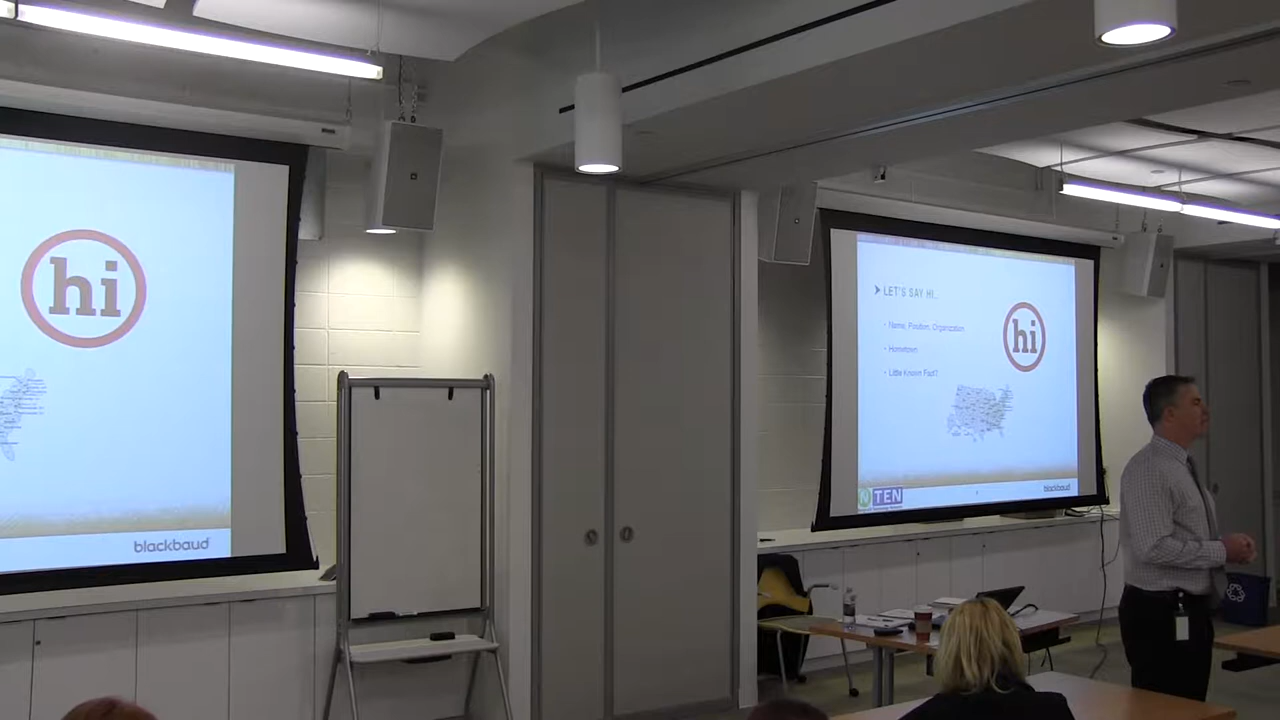 hi
blackbaud
LET'S SAY HI...
• Name, Position, Organization
• Hometown
• Little Known Fact?
hi
N TEN
blackbaud